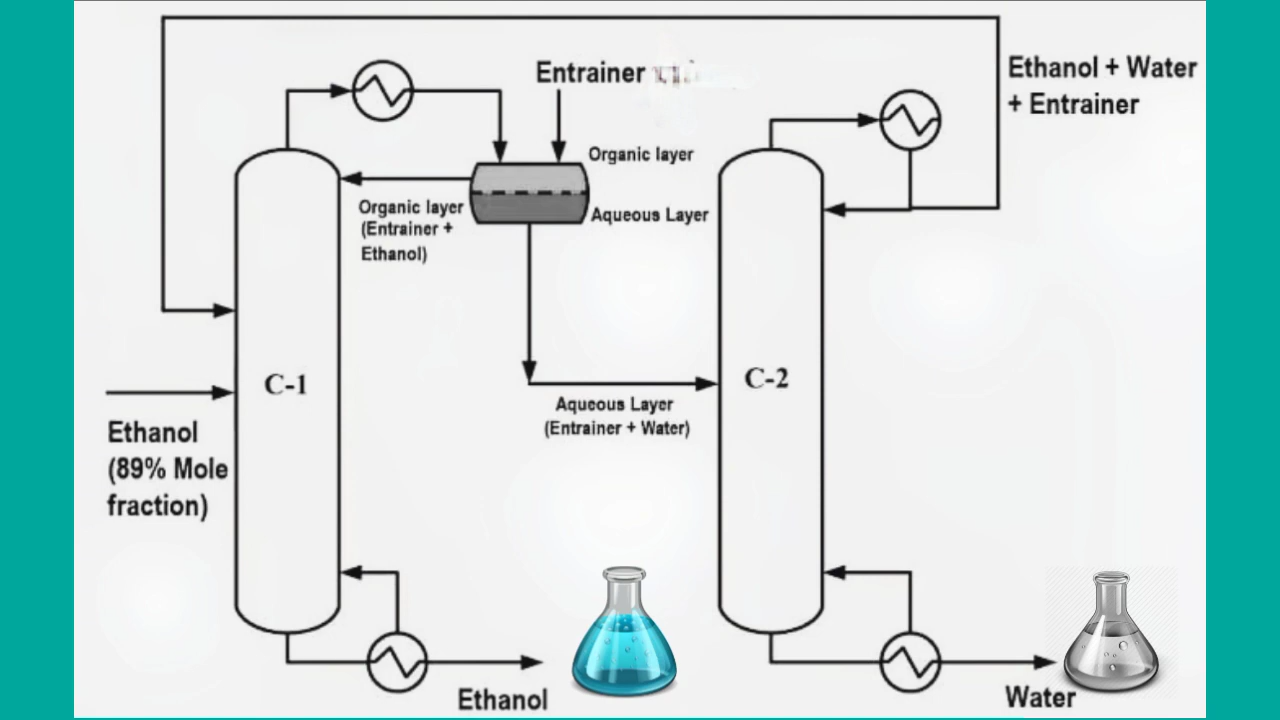 Entrainer
Ethanol + Water
+ Entrainer
Organic layer
Organic layer
(Entrainer +
Ethanol)
Aqueous Layer
C-1
C-2
Aqueous Layer
(Entrainer + Water)
Ethanol
(89% Mole
fraction)
Ethanol
Water